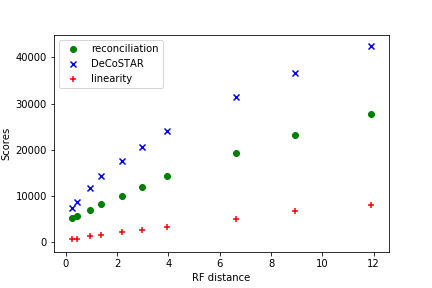 reconciliation
DeCoSTAR
linearity
40000
30000
20000
10000
0
Scores
0 2 4 6 8 10 12
RF distance